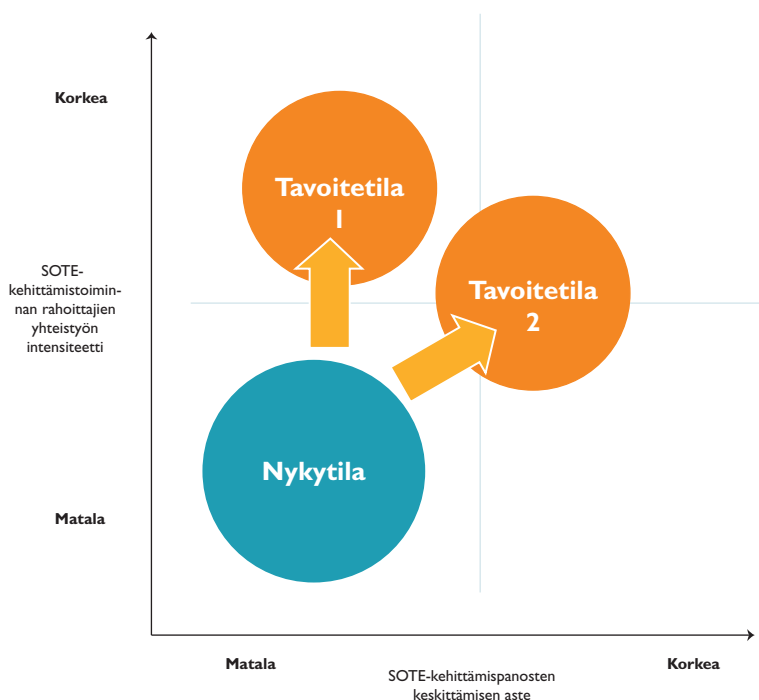 Korkea
Tavoitetila
1
SOTE-
kehittämistoimin-
nan rahoittajien
yhteistyön
intensiteetti
Tavoitetila
2
Nykytila
Matala
Matala
SOTE-kehittämispanosten
keskittämisen aste
Korkea